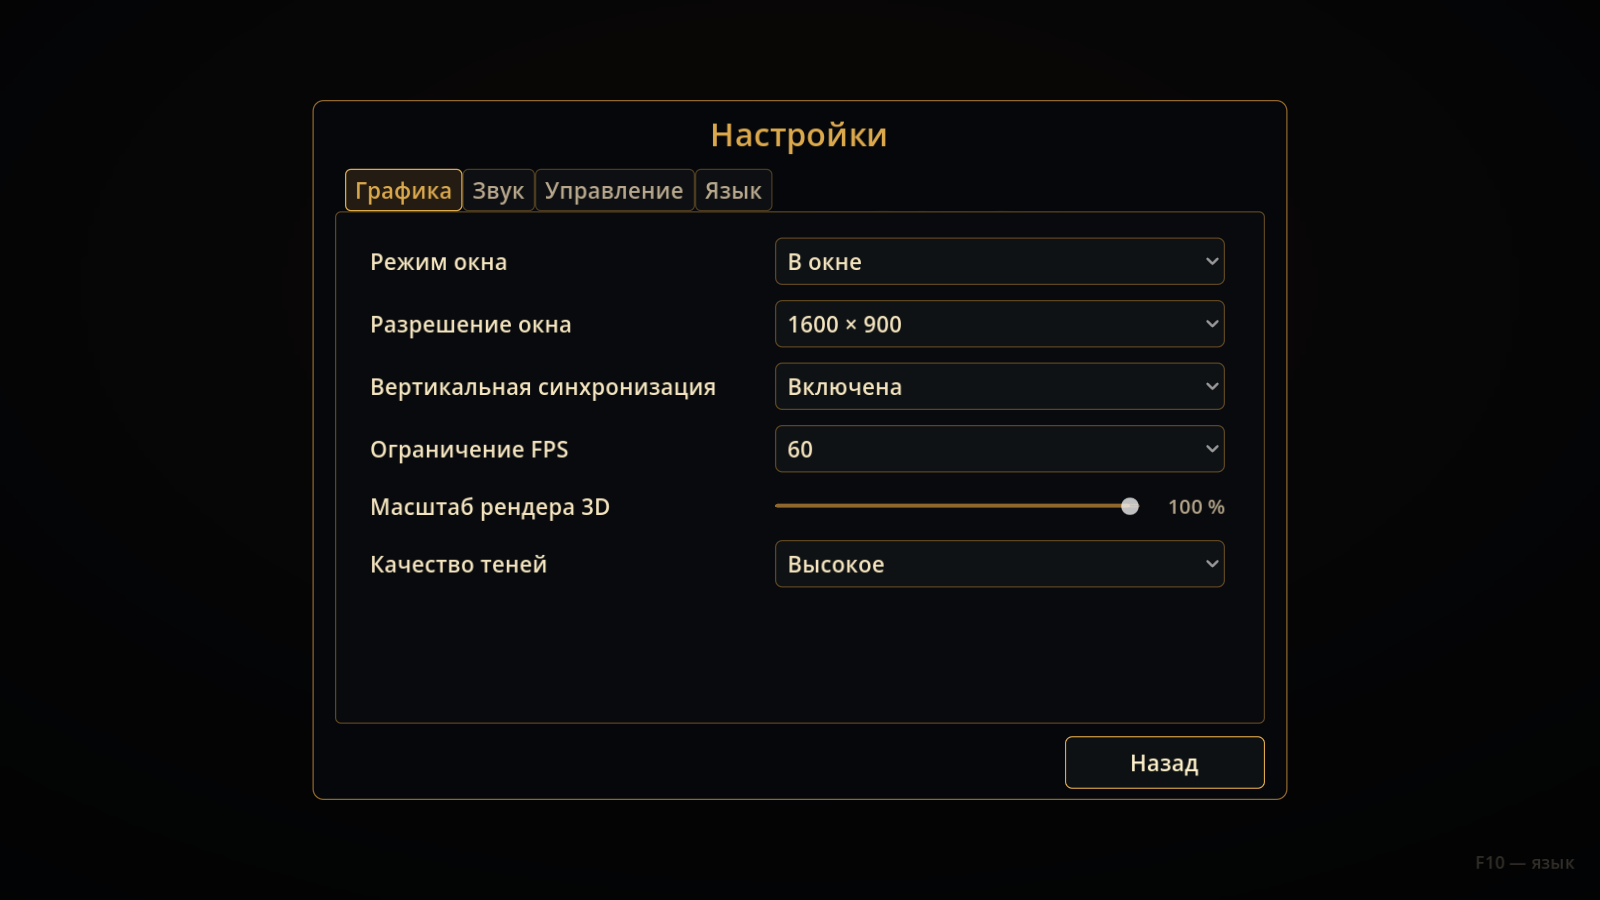 Настройки
Графика Звук Управление Язык
Режим окна В окне
Разрешение окна 1600 × 900
Вертикальная синхронизация Включена
Ограничение FPS 60
Масштаб рендера 3D 100 %
Качество теней Высокое
Назад
F10 — язык